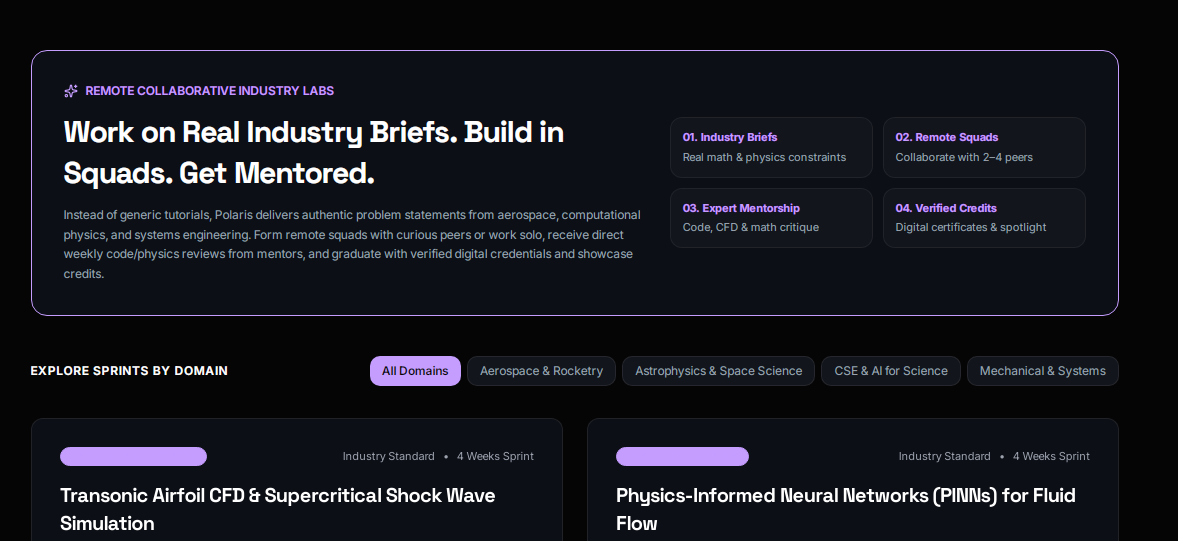 REMOTE COLLABORATIVE INDUSTRY LABS
Work on Real Industry Briefs. Build in
Squads. Get Mentored.
Instead of generic tutorials, Polaris delivers authentic problem statements from aerospace, computational
physics, and systems engineering. Form remote squads with curious peers or work solo, receive direct
weekly code/physics reviews from mentors, and graduate with verified digital credentials and showcase
credits.
01. Industry Briefs
Real math & physics constraints
02. Remote Squads
Collaborate with 2–4 peers
03. Expert Mentorship
Code, CFD & math critique
04. Verified Credits
Digital certificates & spotlight
EXPLORE SPRINTS BY DOMAIN
All Domains
Aerospace & Rocketry
Astrophysics & Space Science
CSE & AI for Science
Mechanical & Systems
Industry Standard • 4 Weeks Sprint
Transonic Airfoil CFD & Supercritical Shock Wave
Simulation
Industry Standard • 4 Weeks Sprint
Physics-Informed Neural Networks (PINNs) for Fluid
Flow